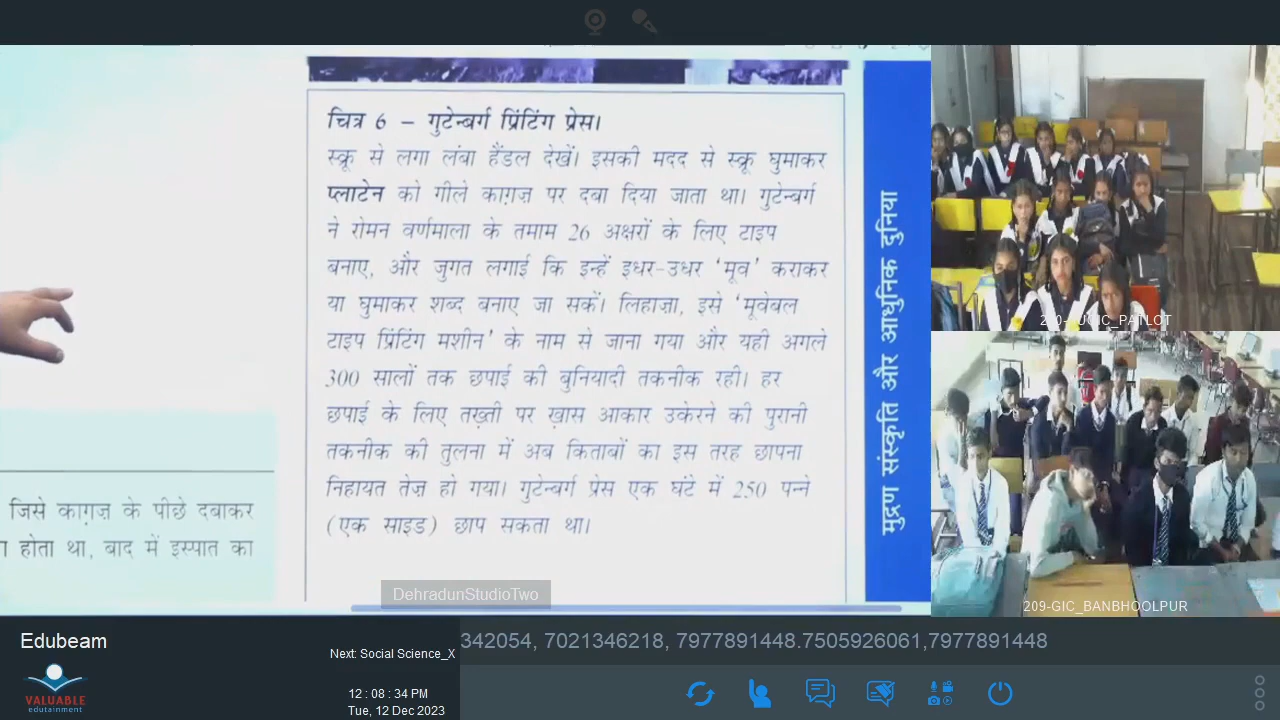 चित्र 6 – गुटेन्बर्ग प्रिंटिंग प्रेस।
स्क्रू से लगा लंबा हैंडल देखें। इसकी मदद से स्क्रू घुमाकर
प्लाटेन को गीले काग़ज़ पर दबा दिया जाता था। गुटेन्बर्ग
ने रोमन वर्णमाला के तमाम 26 अक्षरों के लिए टाइप
बनाए, और जुगत लगाई कि इन्हें इधर-उधर ‘मूव’ कराकर
या घुमाकर शब्द बनाए जा सकें। लिहाज़ा, इसे ‘मूवेबल
टाइप प्रिंटिंग मशीन’ के नाम से जाना गया और यही अगले
300 सालों तक छपाई की बुनियादी तकनीक रही। हर
छपाई के लिए तख़्ती पर ख़ास आकार उकेरने की पुरानी
तकनीक की तुलना में अब किताबों का इस तरह छापना
निहायत तेज़ हो गया। गुटेन्बर्ग प्रेस एक घंटे में 250 पन्ने
(एक साइड) छाप सकता था।
जिसे काग़ज़ के पीछे दबाकर
होता था, बाद में इस्पात का
मुद्रण संस्कृति और आधुनिक दुनिया
DehradunStudioTwo
PATLOT
209-GIC_BANBHOOLPUR
Edubeam
342054, 7021346218, 7977891448.7505926061,7977891448
Next: Social Science_X
VALUABLE
edutainment
12 : 08 : 34 PM
Tue, 12 Dec 2023